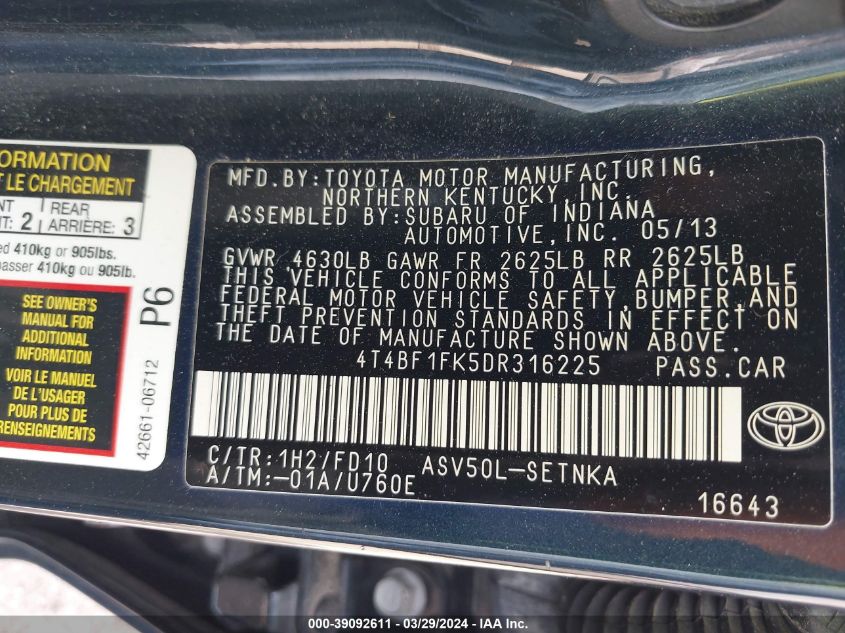 ORMATION
T LE CHARGEMENT
NT : 2 REAR ARRIÈRE: 3
ed 410kg or 905lbs.
passer 410kg ou 905lb.
SEE OWNER'S
MANUAL FOR
ADDITIONAL
INFORMATION
VOIR LE MANUEL
DE L'USAGER
POUR PLUS DE
RENSEIGNEMENTS
P6
42661-06712
MFD.BY:TOYOTA MOTOR MANUFACTURING,
NORTHERN KENTUCKY,INC.
ASSEMBLED BY:SUBARU OF INDIANA
AUTOMOTIVE,INC. 05/13
GVWR 4630LB GAWR FR 2625LB RR 2625LB
THIS VEHICLE CONFORMS TO ALL APPLICABLE
FEDERAL MOTOR VEHICLE SAFETY,BUMPER,AND
THEFT PREVENTION STANDARDS IN EFFECT ON
THE DATE OF MANUFACTURE SHOWN ABOVE.
4T4BF1FK5DR316225 PASS.CAR
C/TR:1H2/FD10 ASV50L-SETNKA
A/TM:-01A/U760E
16643
000-39092611 - 03/29/2024 - IAA Inc.